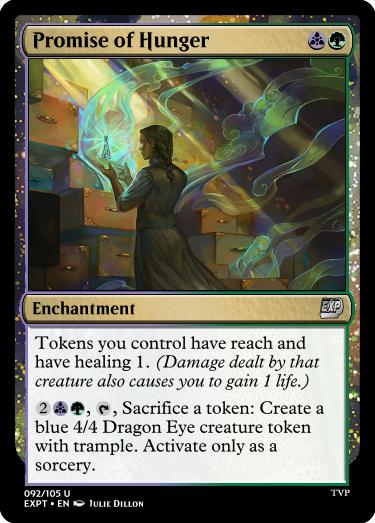 Promise of Hunger
Enchantment
EXP
Tokens you control have reach and
have healing 1. (Damage dealt by that
creature also causes you to gain 1 life.)
2, , Sacrifice a token: Create a
blue 4/4 Dragon Eye creature token
with trample. Activate only as a
sorcery.
092/105 U
EXPT • EN Julie Dillon
TVP